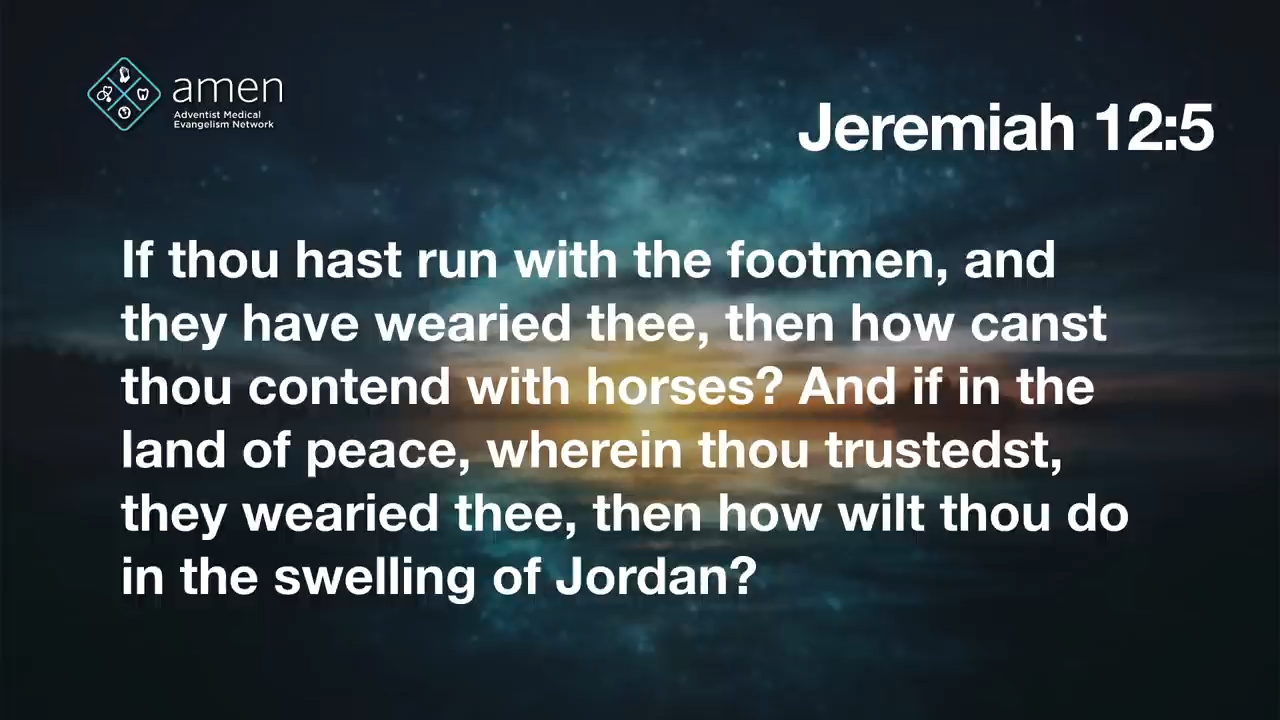 amen
Adventist Medical
Evangelism Network
Jeremiah 12:5
If thou hast run with the footmen, and
they have wearied thee, then how canst
thou contend with horses? And if in the
land of peace, wherein thou trustedst,
they wearied thee, then how wilt thou do
in the swelling of Jordan?